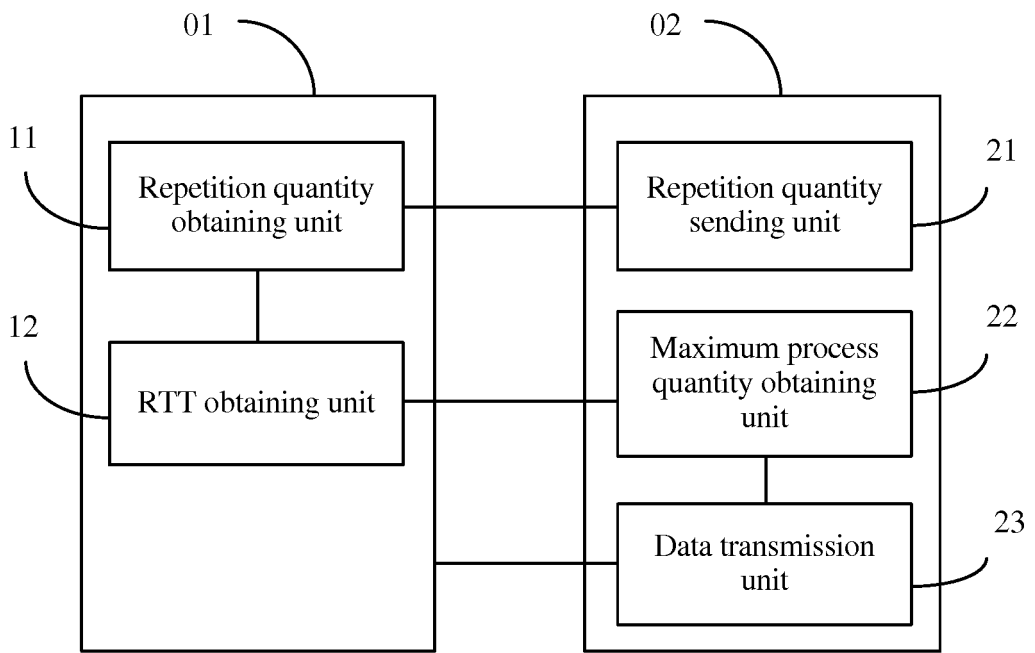 01
02
11
Repetition quantity
obtaining unit
Repetition quantity
sending unit
21
12
RTT obtaining unit
Maximum process
quantity obtaining
unit
22
Data transmission
unit
23